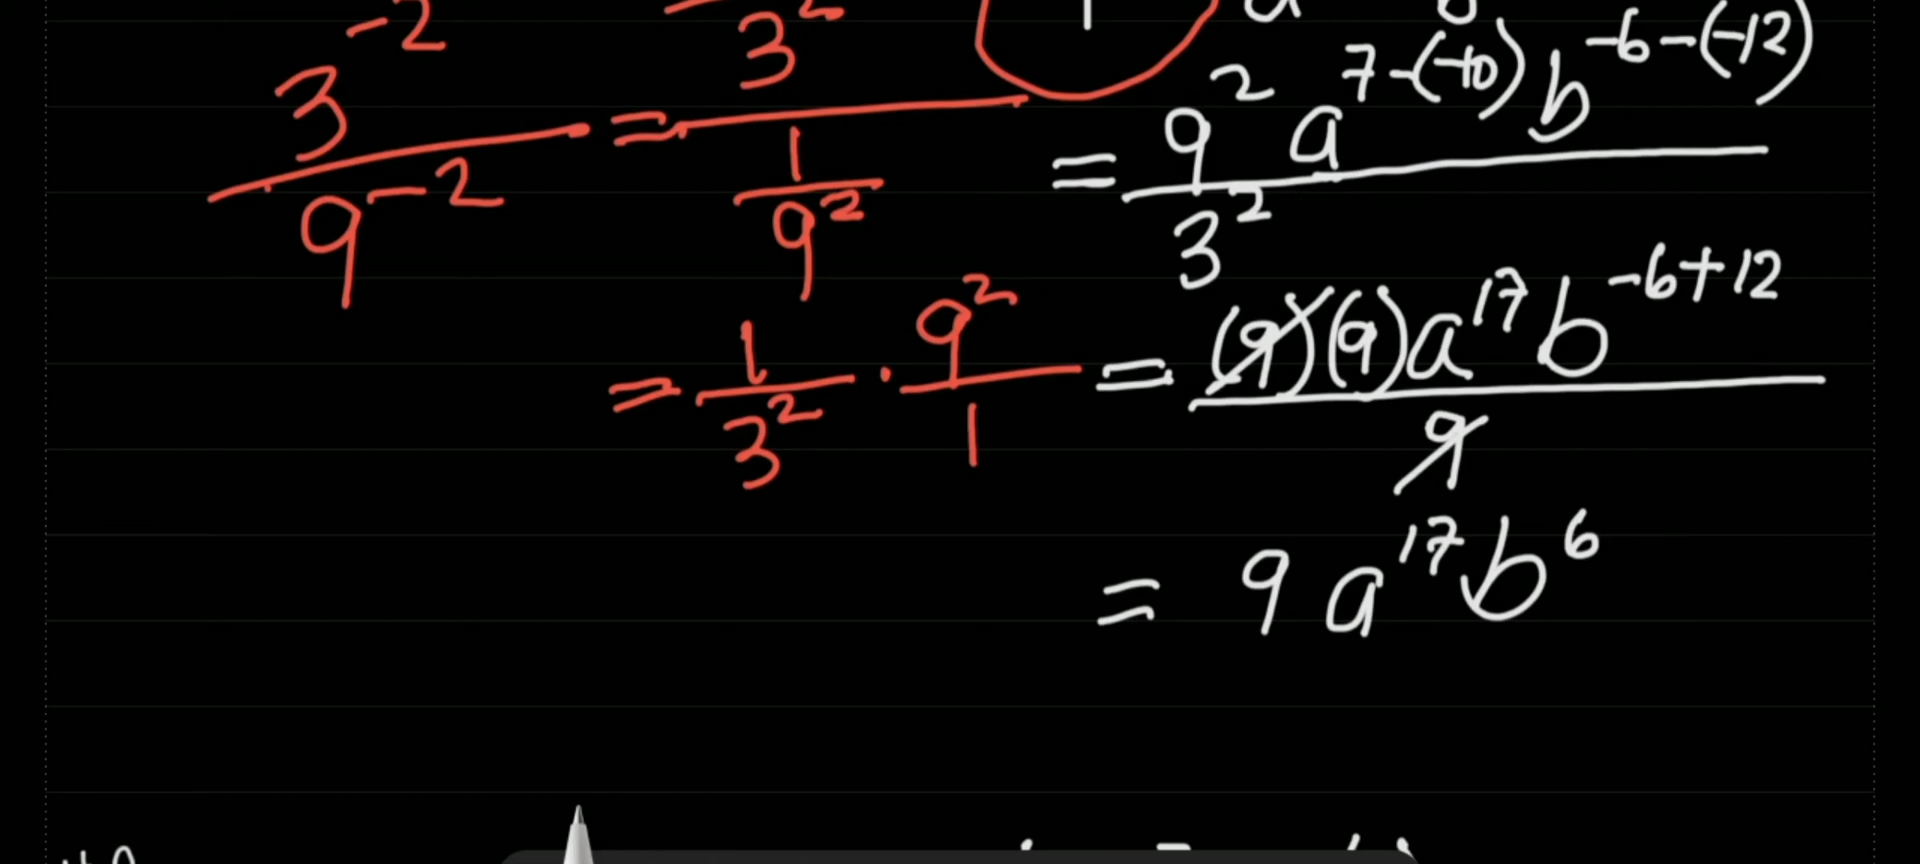 3^-2 / 9^-2 = (/3^2) / (1/9^2)
= 1/3^2 · 9^2/1
= 9^2 a^7-(-10) b^-6-(-12) / 3^2
= (9)(9)a^17 b^-6+12 / 9
= 9 a^17 b^6